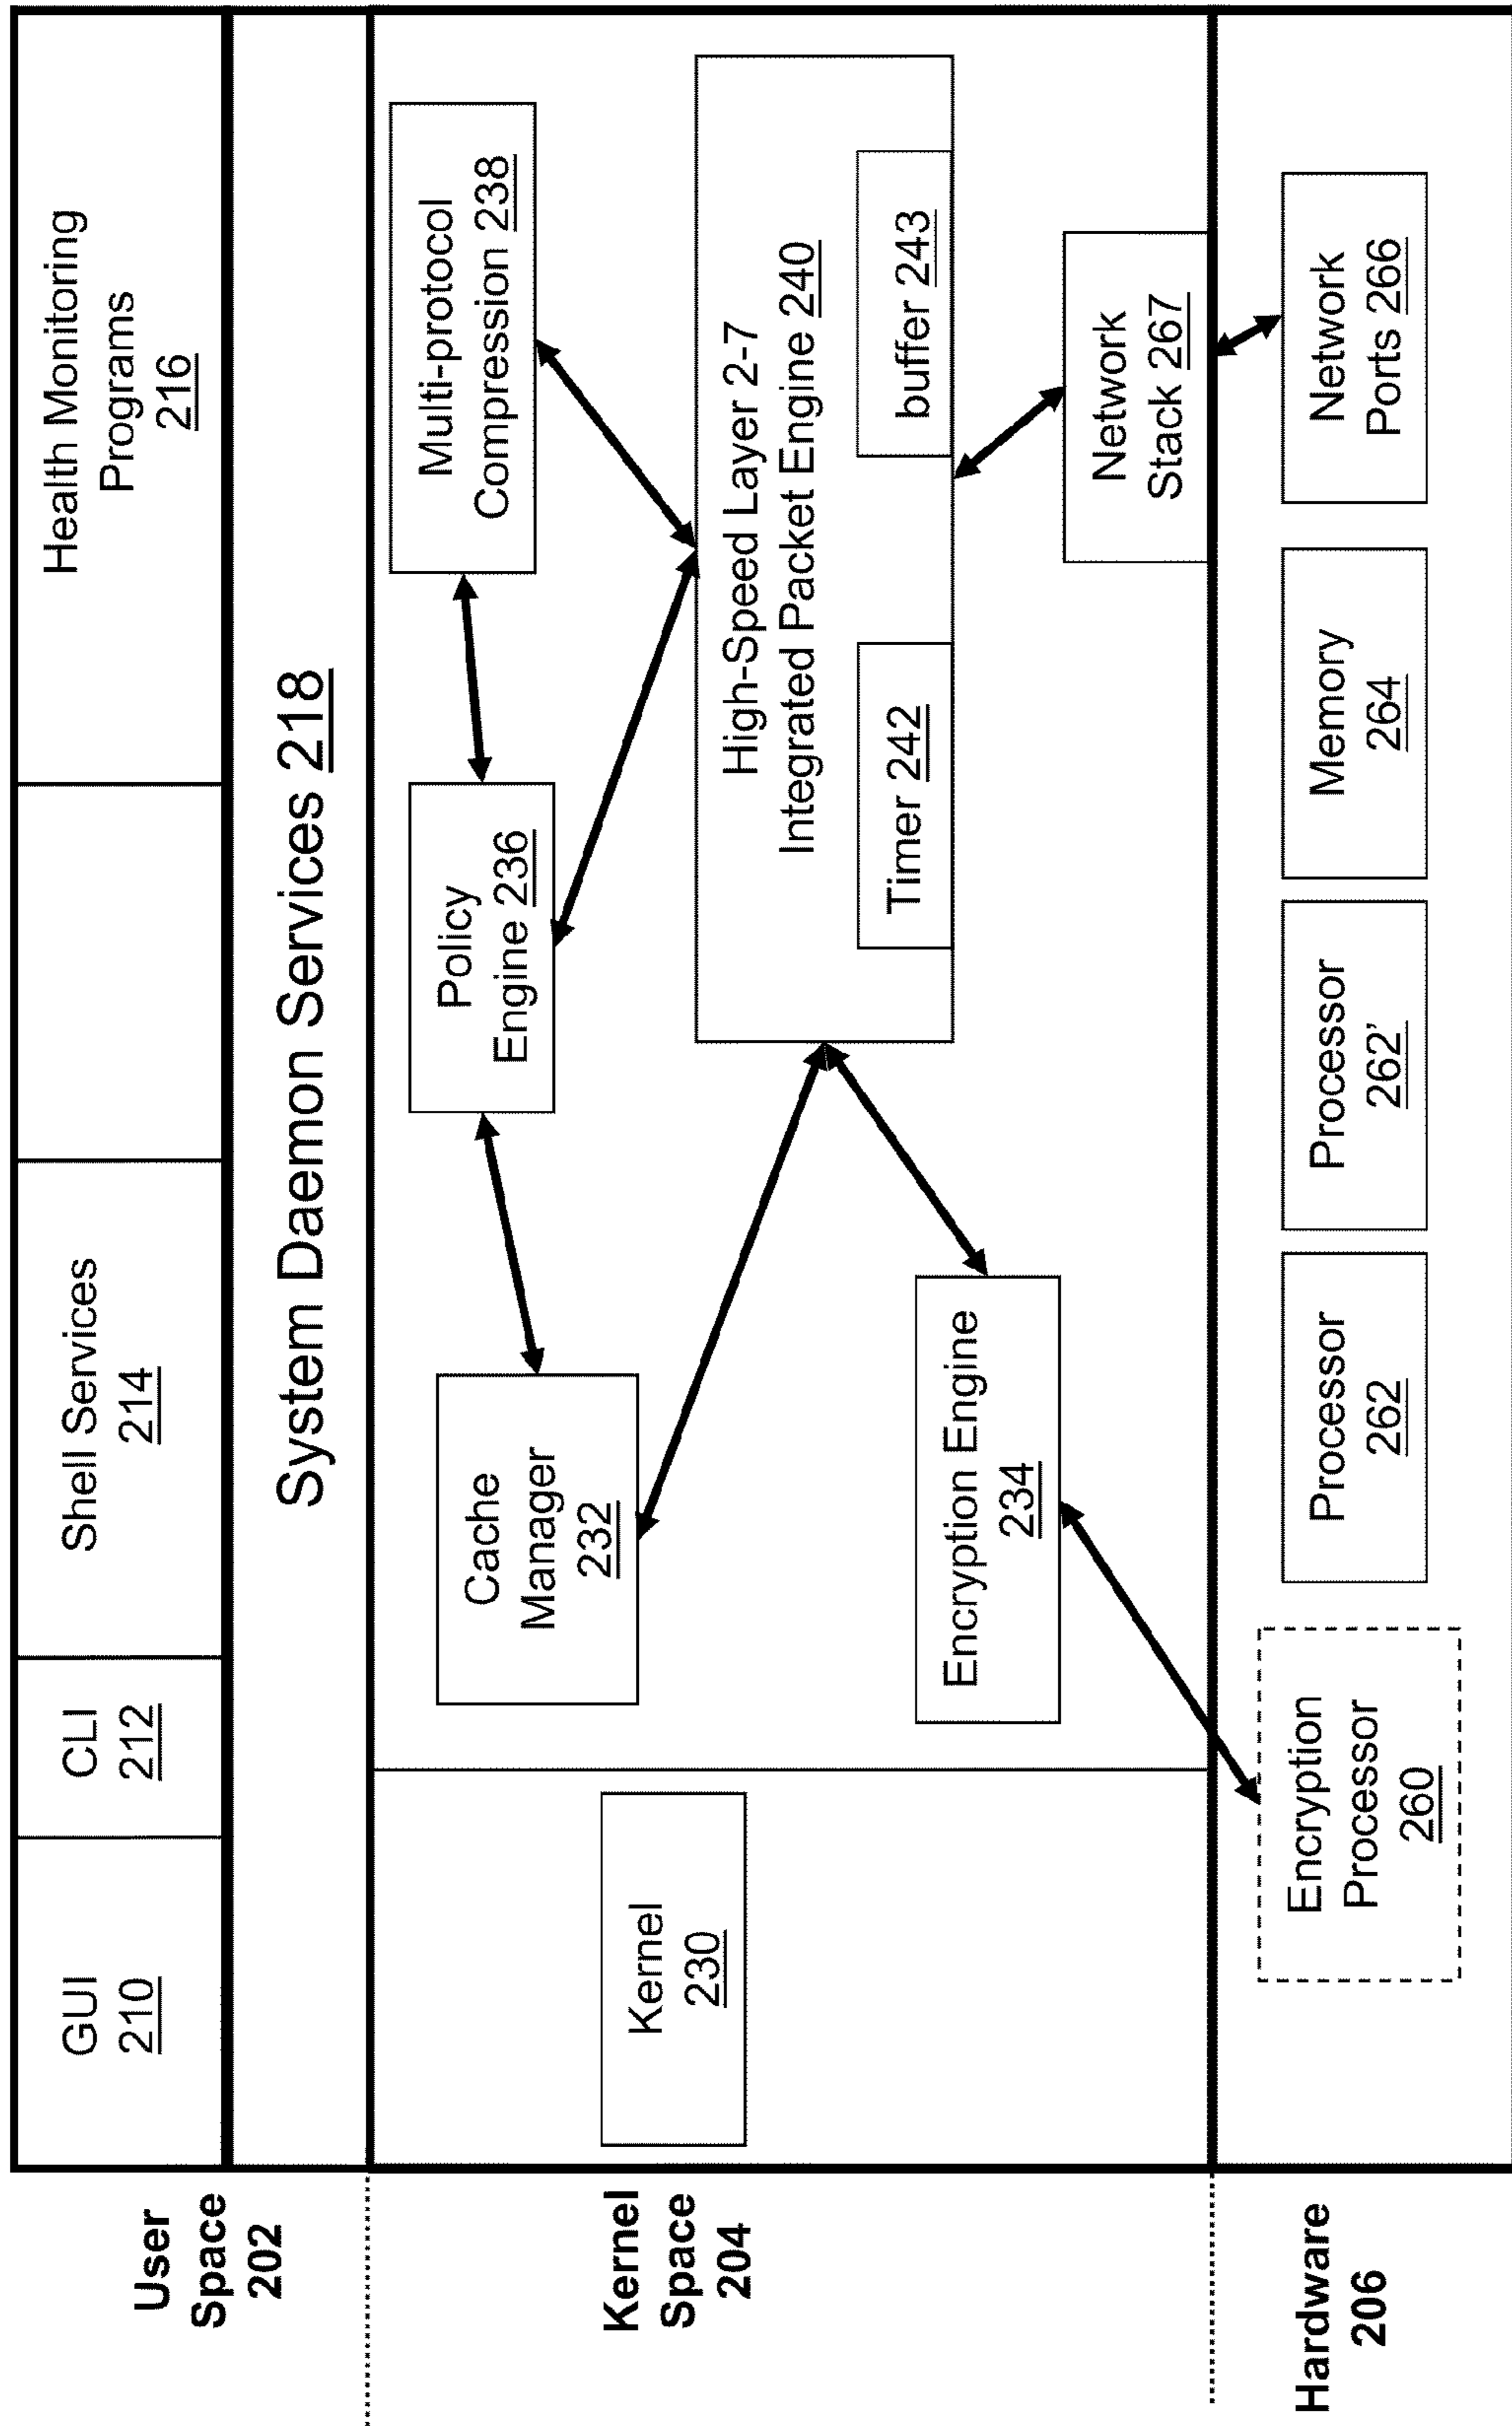 User
Space
202
GUI
210
CLI
212
Shell Services
214
Health Monitoring
Programs
216
System Daemon Services 218
Kernel
Space
204
Kernel
230
Cache
Manager
232
Policy
Engine 236
Multi-protocol
Compression 238
High-Speed Layer 2-7
Integrated Packet Engine 240
Timer 242
buffer 243
Encryption Engine
234
Network
Stack 267
Hardware
206
Encryption
Processor
260
Processor
262
Processor
262'
Memory
264
Network
Ports 266